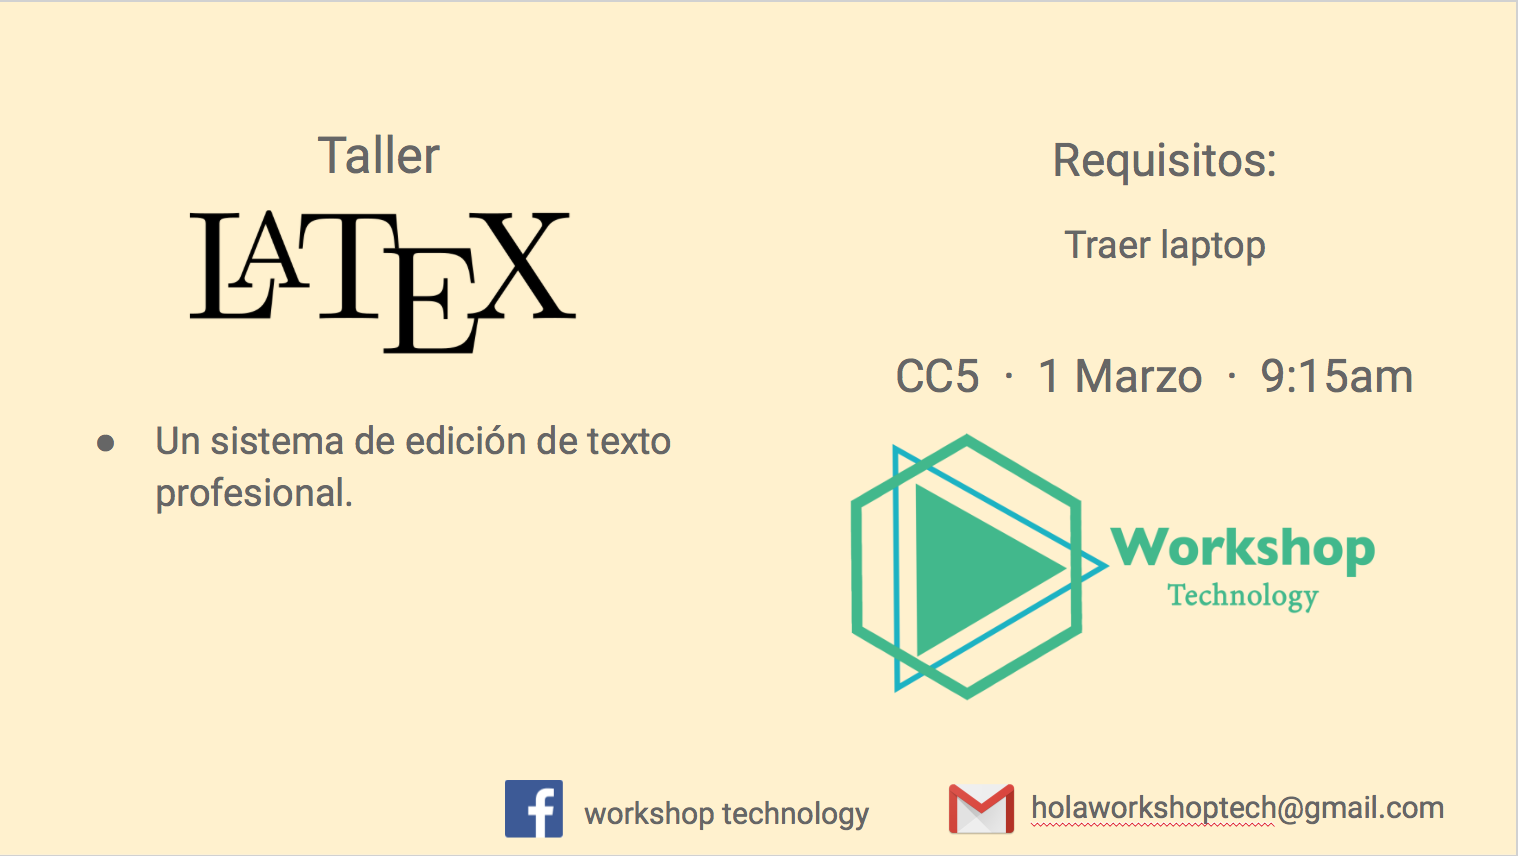 Taller
LATEX
● Un sistema de edición de texto
profesional.
Requisitos:
Traer laptop
CC5 · 1 Marzo · 9:15am
Workshop
Technology
workshop technology
holaworkshoptech@gmail.com